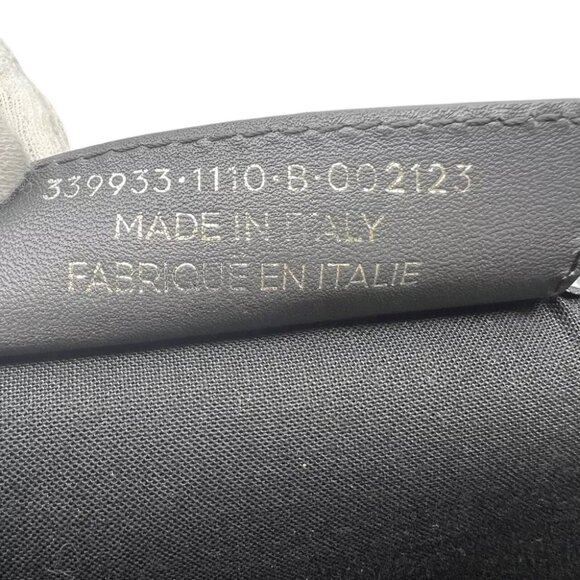 339933·1110·B·002123
MADE IN ITALY
FABRIQUE EN ITALIE